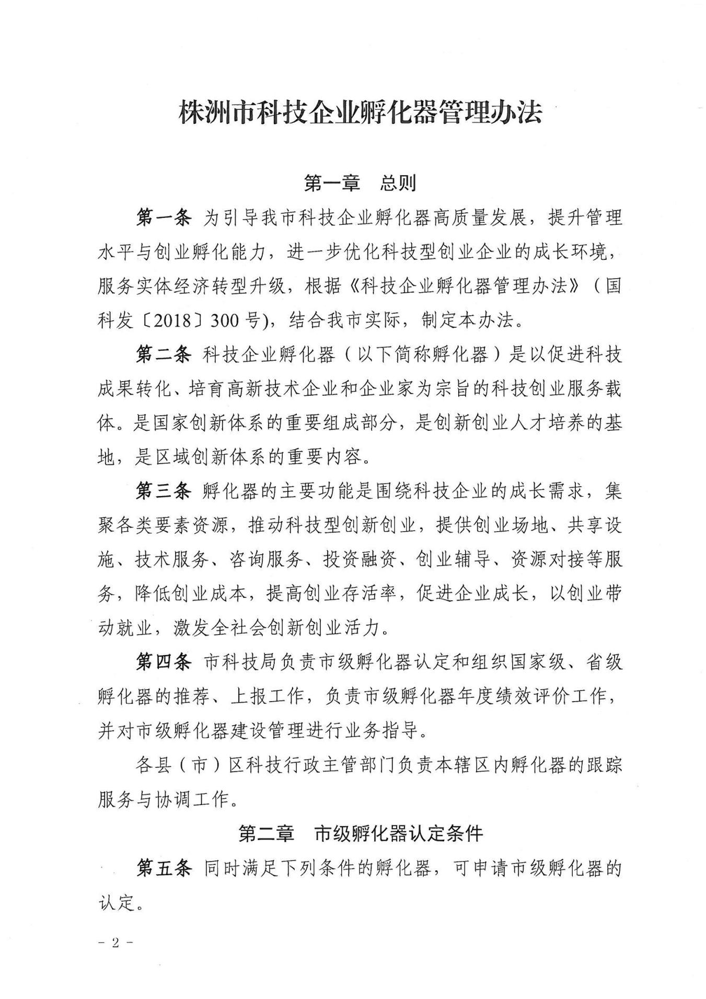 株洲市科技企业孵化器管理办法
第一章 总则
第一条 为引导我市科技企业孵化器高质量发展，提升管理
水平与创业孵化能力，进一步优化科技型创业企业的成长环境，
服务实体经济转型升级，根据《科技企业孵化器管理办法》（国
科发〔2018〕300 号)，结合我市实际，制定本办法。
第二条 科技企业孵化器（以下简称孵化器）是以促进科技
成果转化、培育高新技术企业和企业家为宗旨的科技创业服务载
体。是国家创新体系的重要组成部分，是创新创业人才培养的基
地，是区域创新体系的重要内容。
第三条 孵化器的主要功能是围绕科技企业的成长需求，集
聚各类要素资源，推动科技型创新创业，提供创业场地、共享设
施、技术服务、咨询服务、投资融资、创业辅导、资源对接等服
务，降低创业成本，提高创业存活率，促进企业成长，以创业带
动就业，激发全社会创新创业活力。
第四条 市科技局负责市级孵化器认定和组织国家级、省级
孵化器的推荐、上报工作，负责市级孵化器年度绩效评价工作，
并对市级孵化器建设管理进行业务指导。
各县（市）区科技行政主管部门负责本辖区内孵化器的跟踪
服务与协调工作。
第二章 市级孵化器认定条件
第五条 同时满足下列条件的孵化器，可申请市级孵化器的
认定。
- 2 -